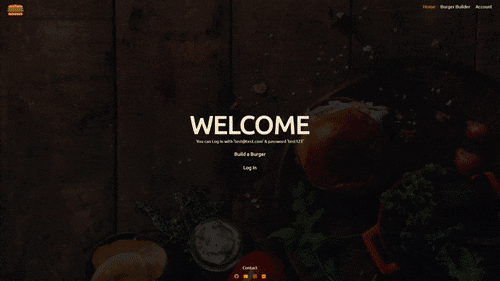 Home Burger Builder Account
WELCOME
You can Log In with 'test@test.com' & password 'test123'
Build a Burger
Log In
Contact